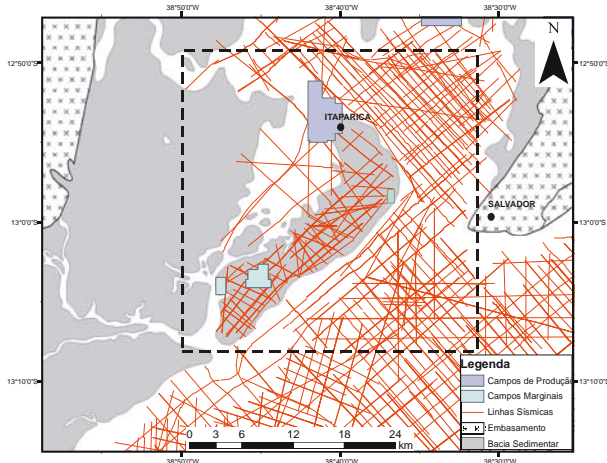 38°50'0"O
38°40'0"O
38°30'0"O
N
12°50'0"S
12°50'0"S
ITAPARICA
SALVADOR
13°0'0"S
13°0'0"S
Legenda
Campos de Produção
Campos Marginais
Linhas Sísmicas
Embasamento
Bacia Sedimentar
13°10'0"S
13°10'0"S
0 3 6 12 18 24
km
38°50'0"O
38°40'0"O
38°30'0"O